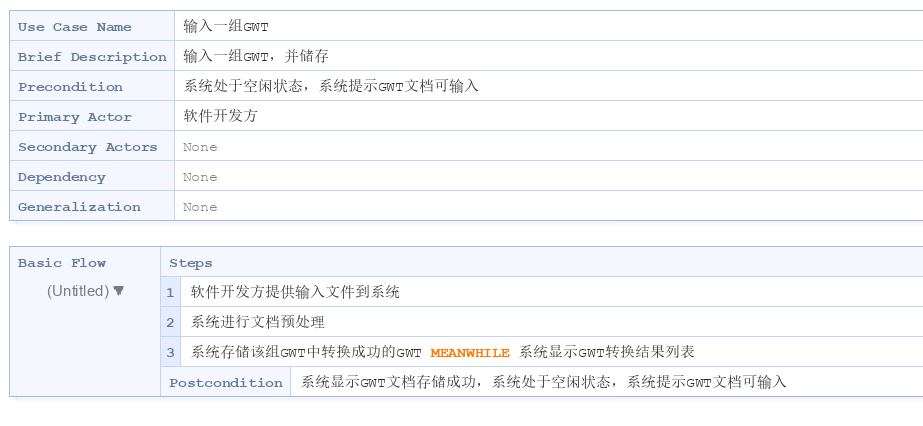 Use Case Name 输入一组GWT
Brief Description 输入一组GWT，并储存
Precondition 系统处于空闲状态，系统提示GWT文档可输入
Primary Actor 软件开发方
Secondary Actors None
Dependency None
Generalization None
Basic Flow Steps
(Untitled) ▼ 1 软件开发方提供输入文件到系统
2 系统进行文档预处理
3 系统存储该组GWT中转换成功的GWT MEANWHILE 系统显示GWT转换结果列表
Postcondition 系统显示GWT文档存储成功，系统处于空闲状态，系统提示GWT文档可输入